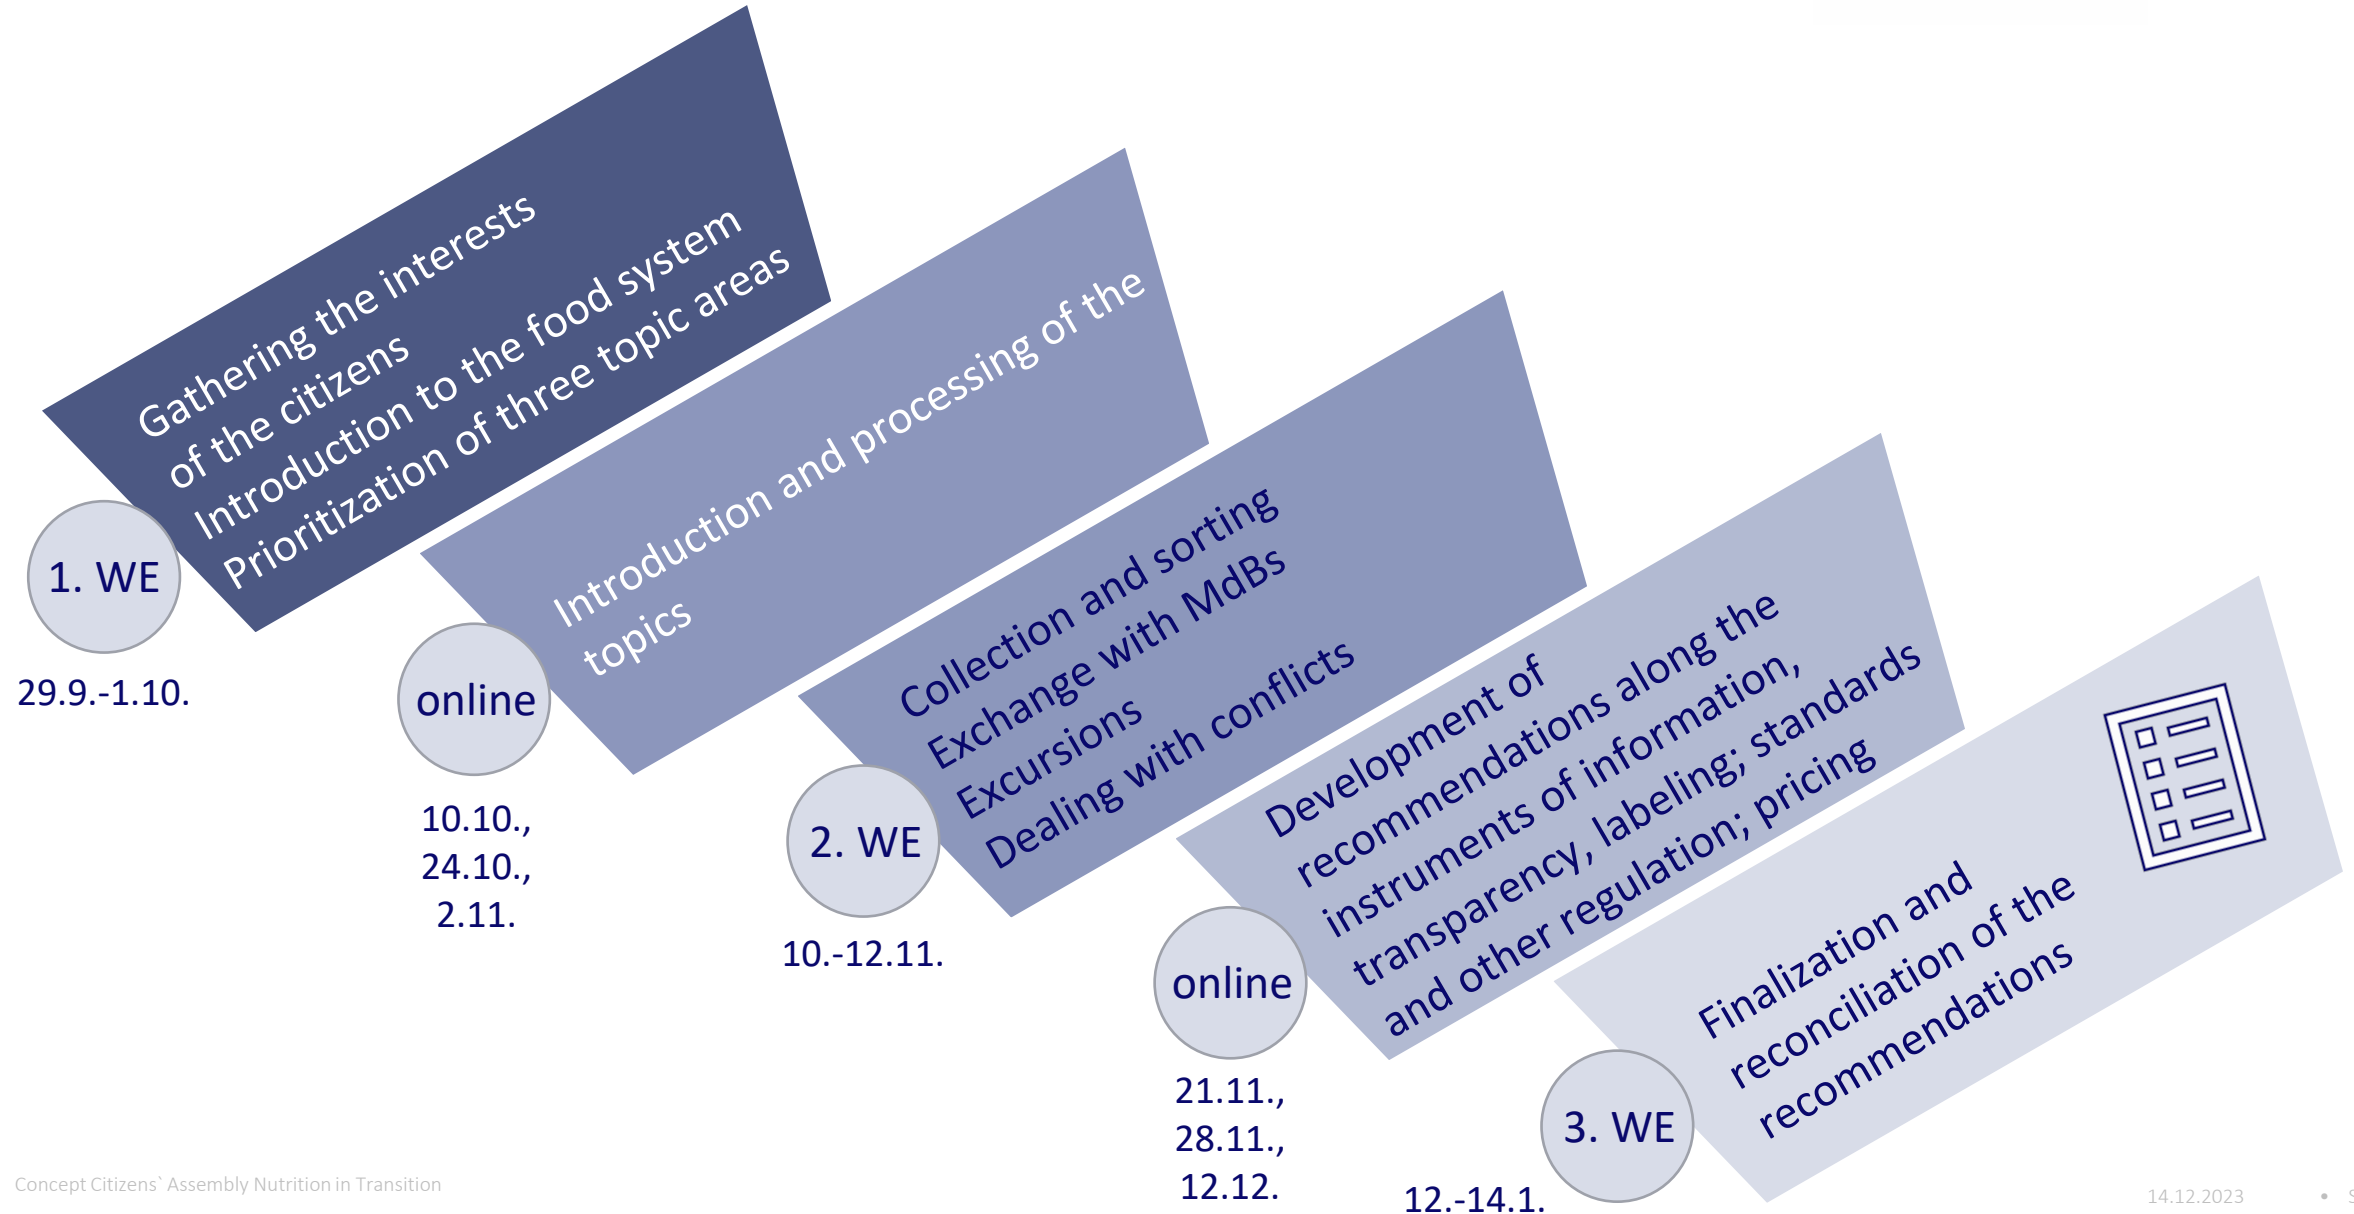 Gathering the interests
of the citizens
Introduction to the food system
Prioritization of three topic areas
1. WE
29.9.-1.10.
Introduction and processing of the
topics
online
10.10.,
24.10.,
2.11.
Collection and sorting
Exchange with MdBs
Excursions
Dealing with conflicts
2. WE
10.-12.11.
Development of
recommendations along the
instruments of information,
transparency, labeling; standards
and other regulation; pricing
online
21.11.,
28.11.,
12.12.
Finalization and
reconciliation of the
recommendations
3. WE
12.-14.1.
Concept Citizens` Assembly Nutrition in Transition
14.12.2023 •